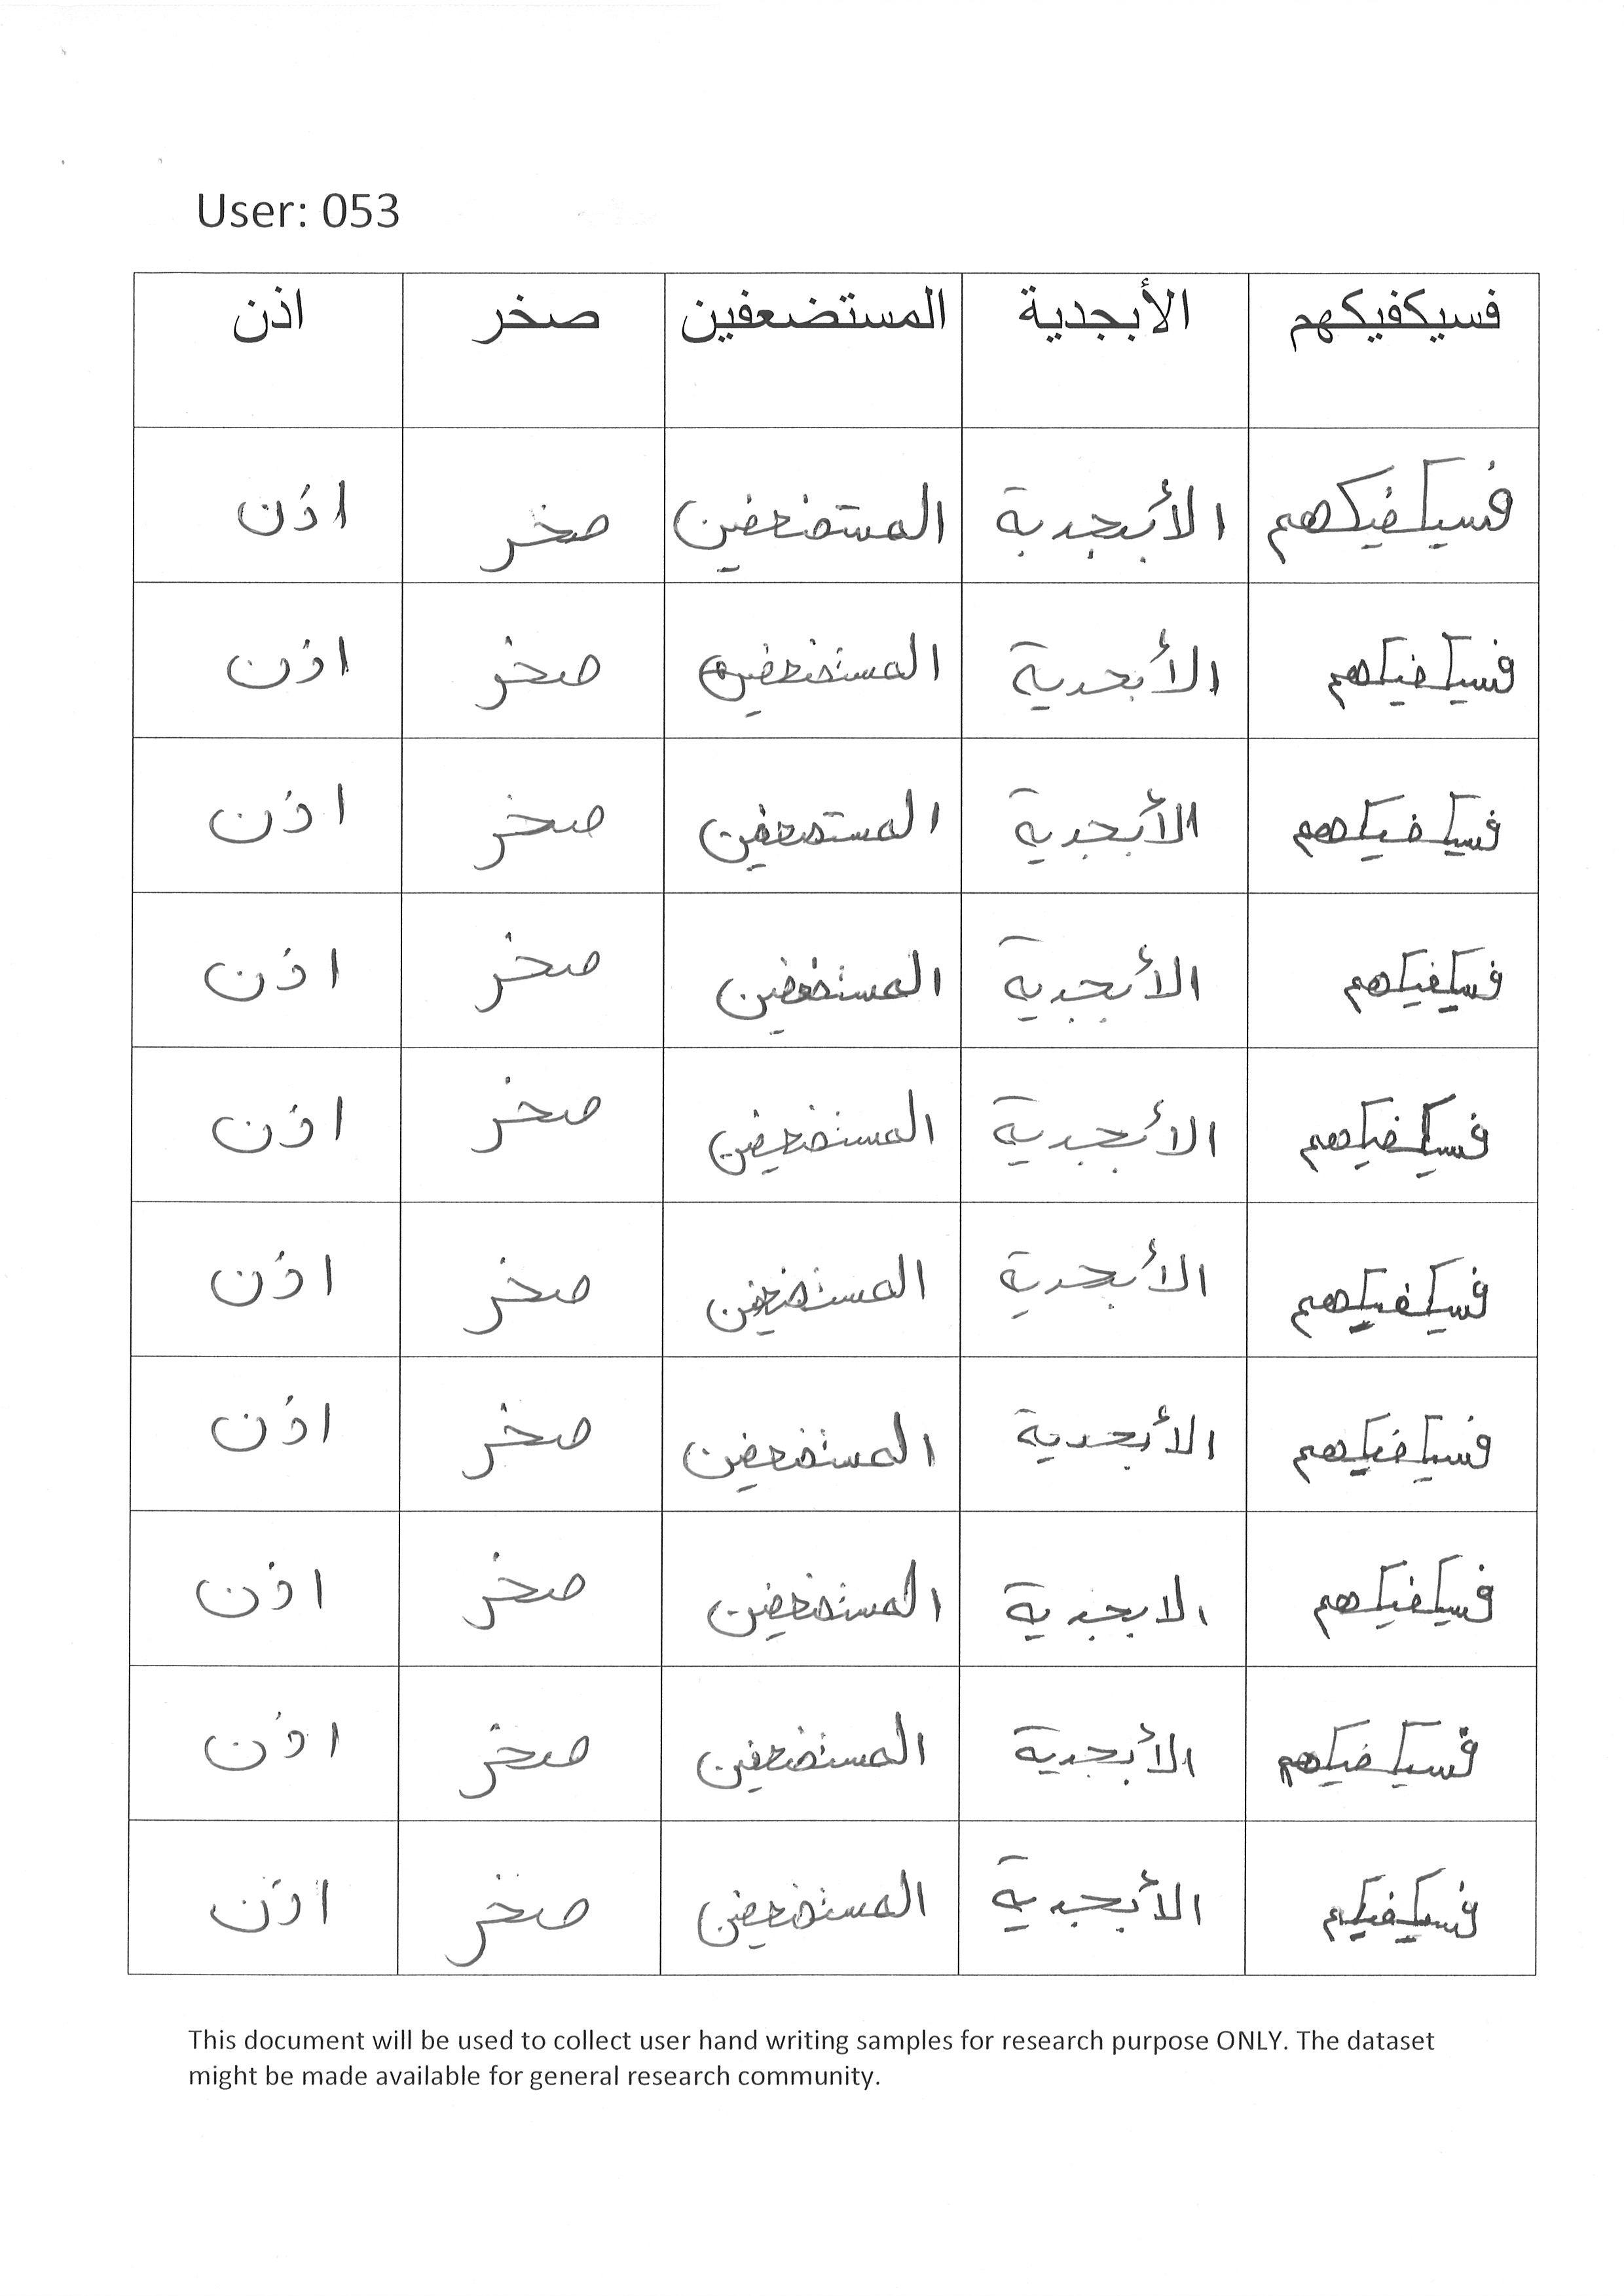 User: 053
فسيكفيكهم الأبجدية المستضعفين صخر اذن
فسيكفيكهم الأبجدية المستضعفين صخر اذن
فسيكفيكهم الأبجدية المستضعفين صخر اذن
فسيكفيكهم الأبجدية المستضعفين صخر اذن
فسيكفيكهم الأبجدية المستضعفين صخر اذن
فسيكفيكهم الأبجدية المستضعفين صخر اذن
فسيكفيكهم الأبجدية المستضعفين صخر اذن
فسيكفيكهم الأبجدية المستضعفين صخر اذن
فسيكفيكهم الابجدية المستضعفين صخر اذن
فسيكفيكهم الأبجدية المستضعفين صخر اذن
فسيكفيكم الأبجدية المستضعفين صخر اذن
This document will be used to collect user hand writing samples for research purpose ONLY. The dataset
might be made available for general research community.